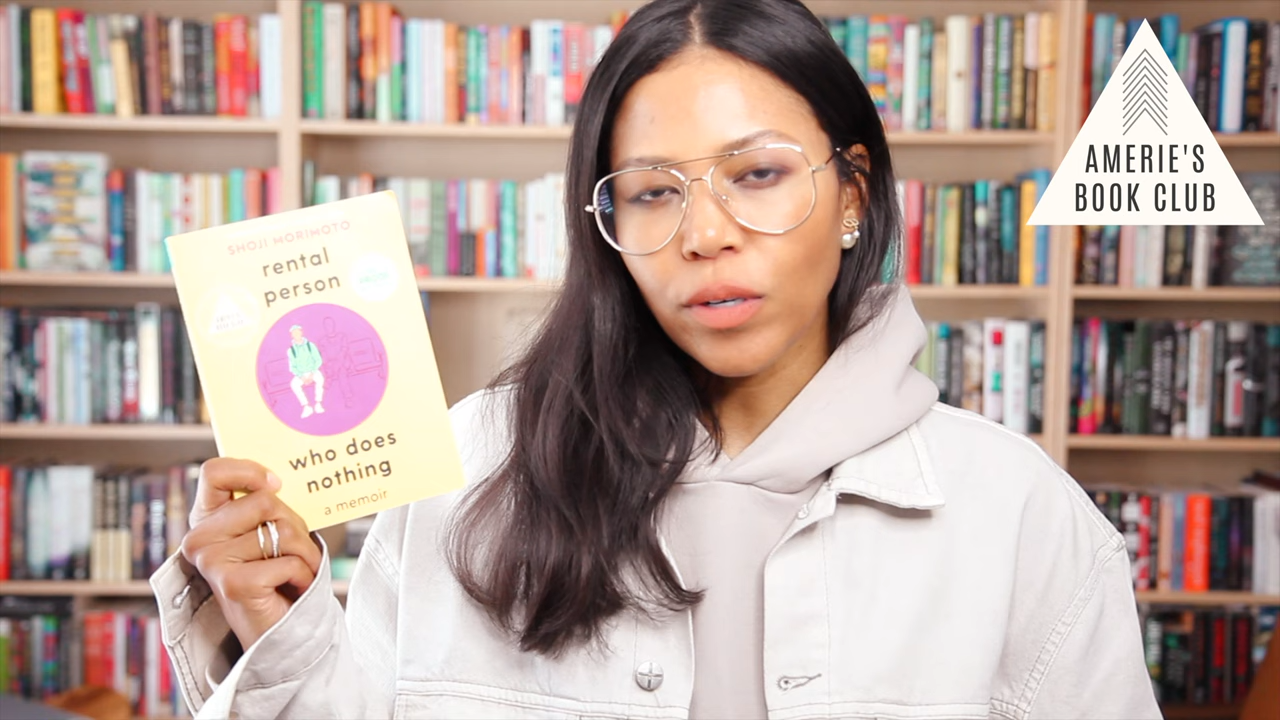 SHOJI MORIMOTO
rental
person
who does
nothing
a memoir
AMERIE'S
BOOK CLUB